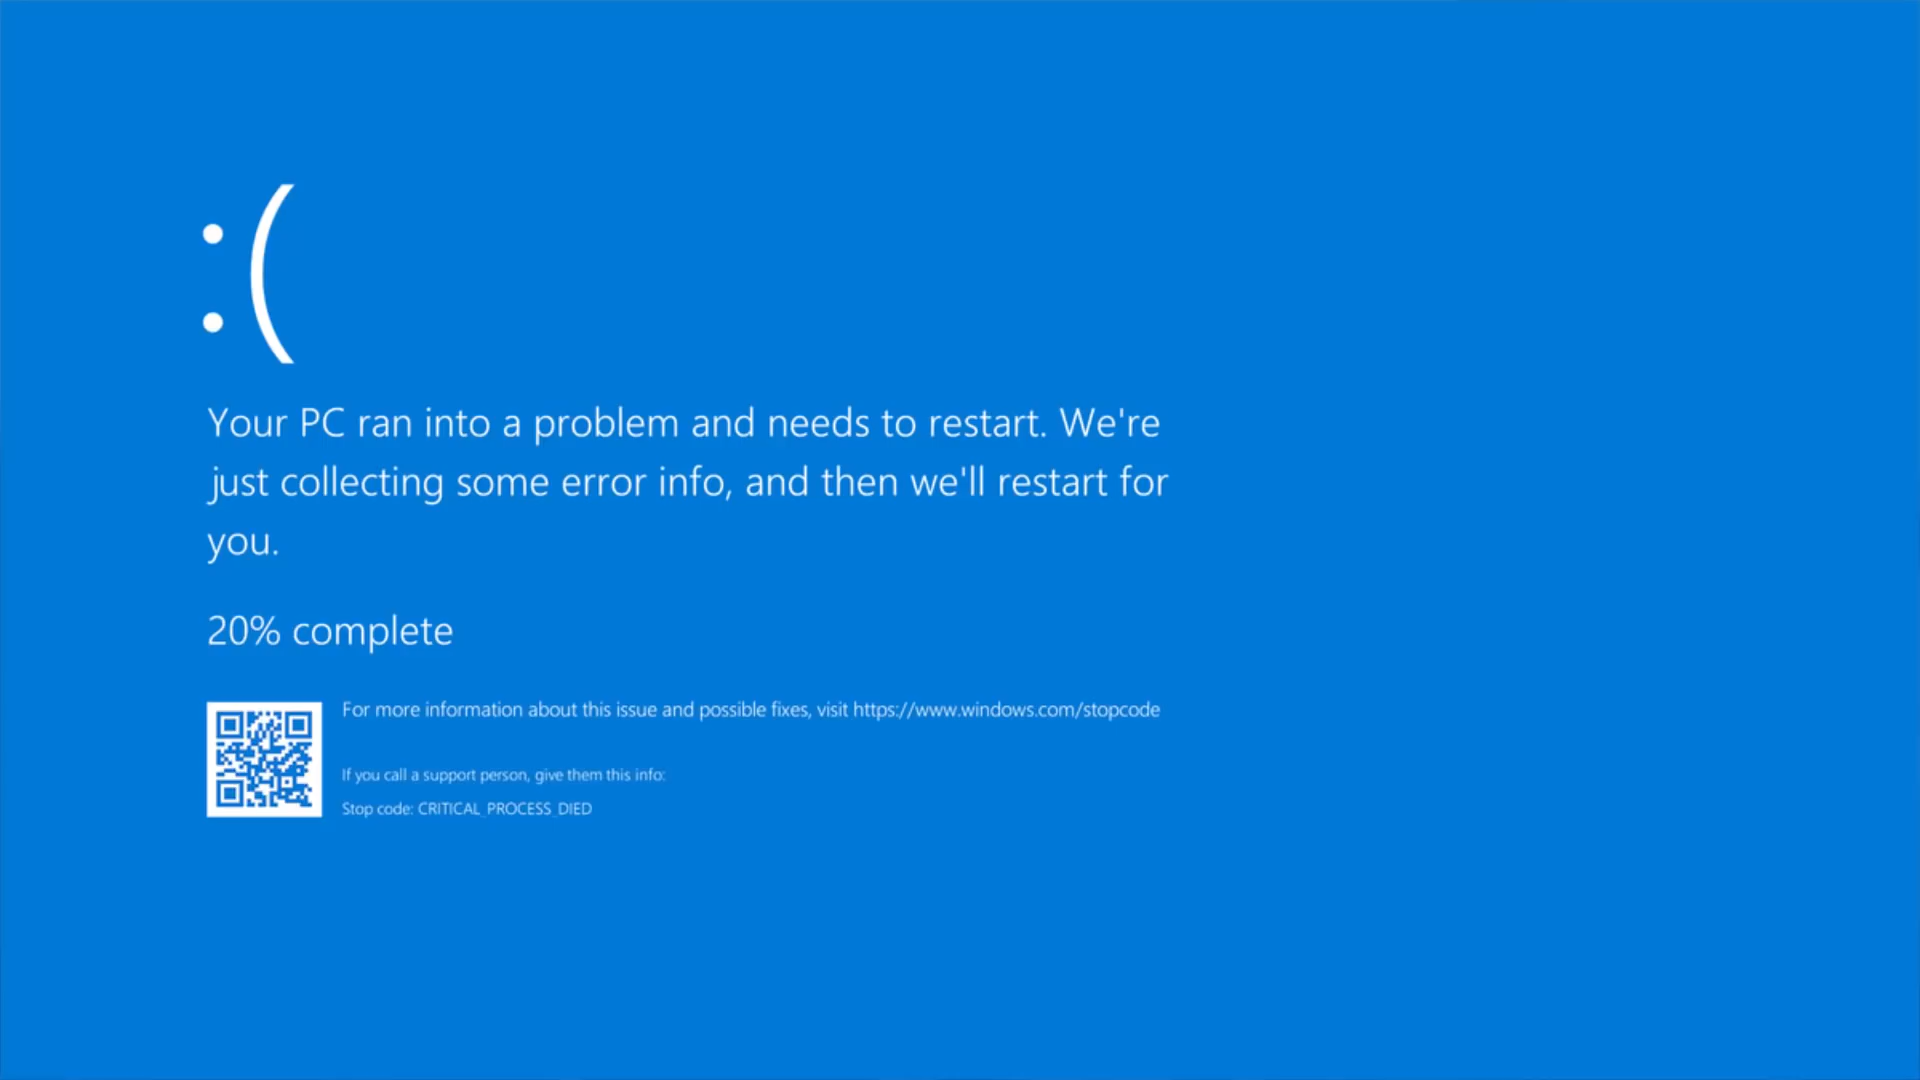 :(
Your PC ran into a problem and needs to restart. We're
just collecting some error info, and then we'll restart for
you.
20% complete
For more information about this issue and possible fixes, visit https://www.windows.com/stopcode
If you call a support person, give them this info:
Stop code: CRITICAL_PROCESS_DIED